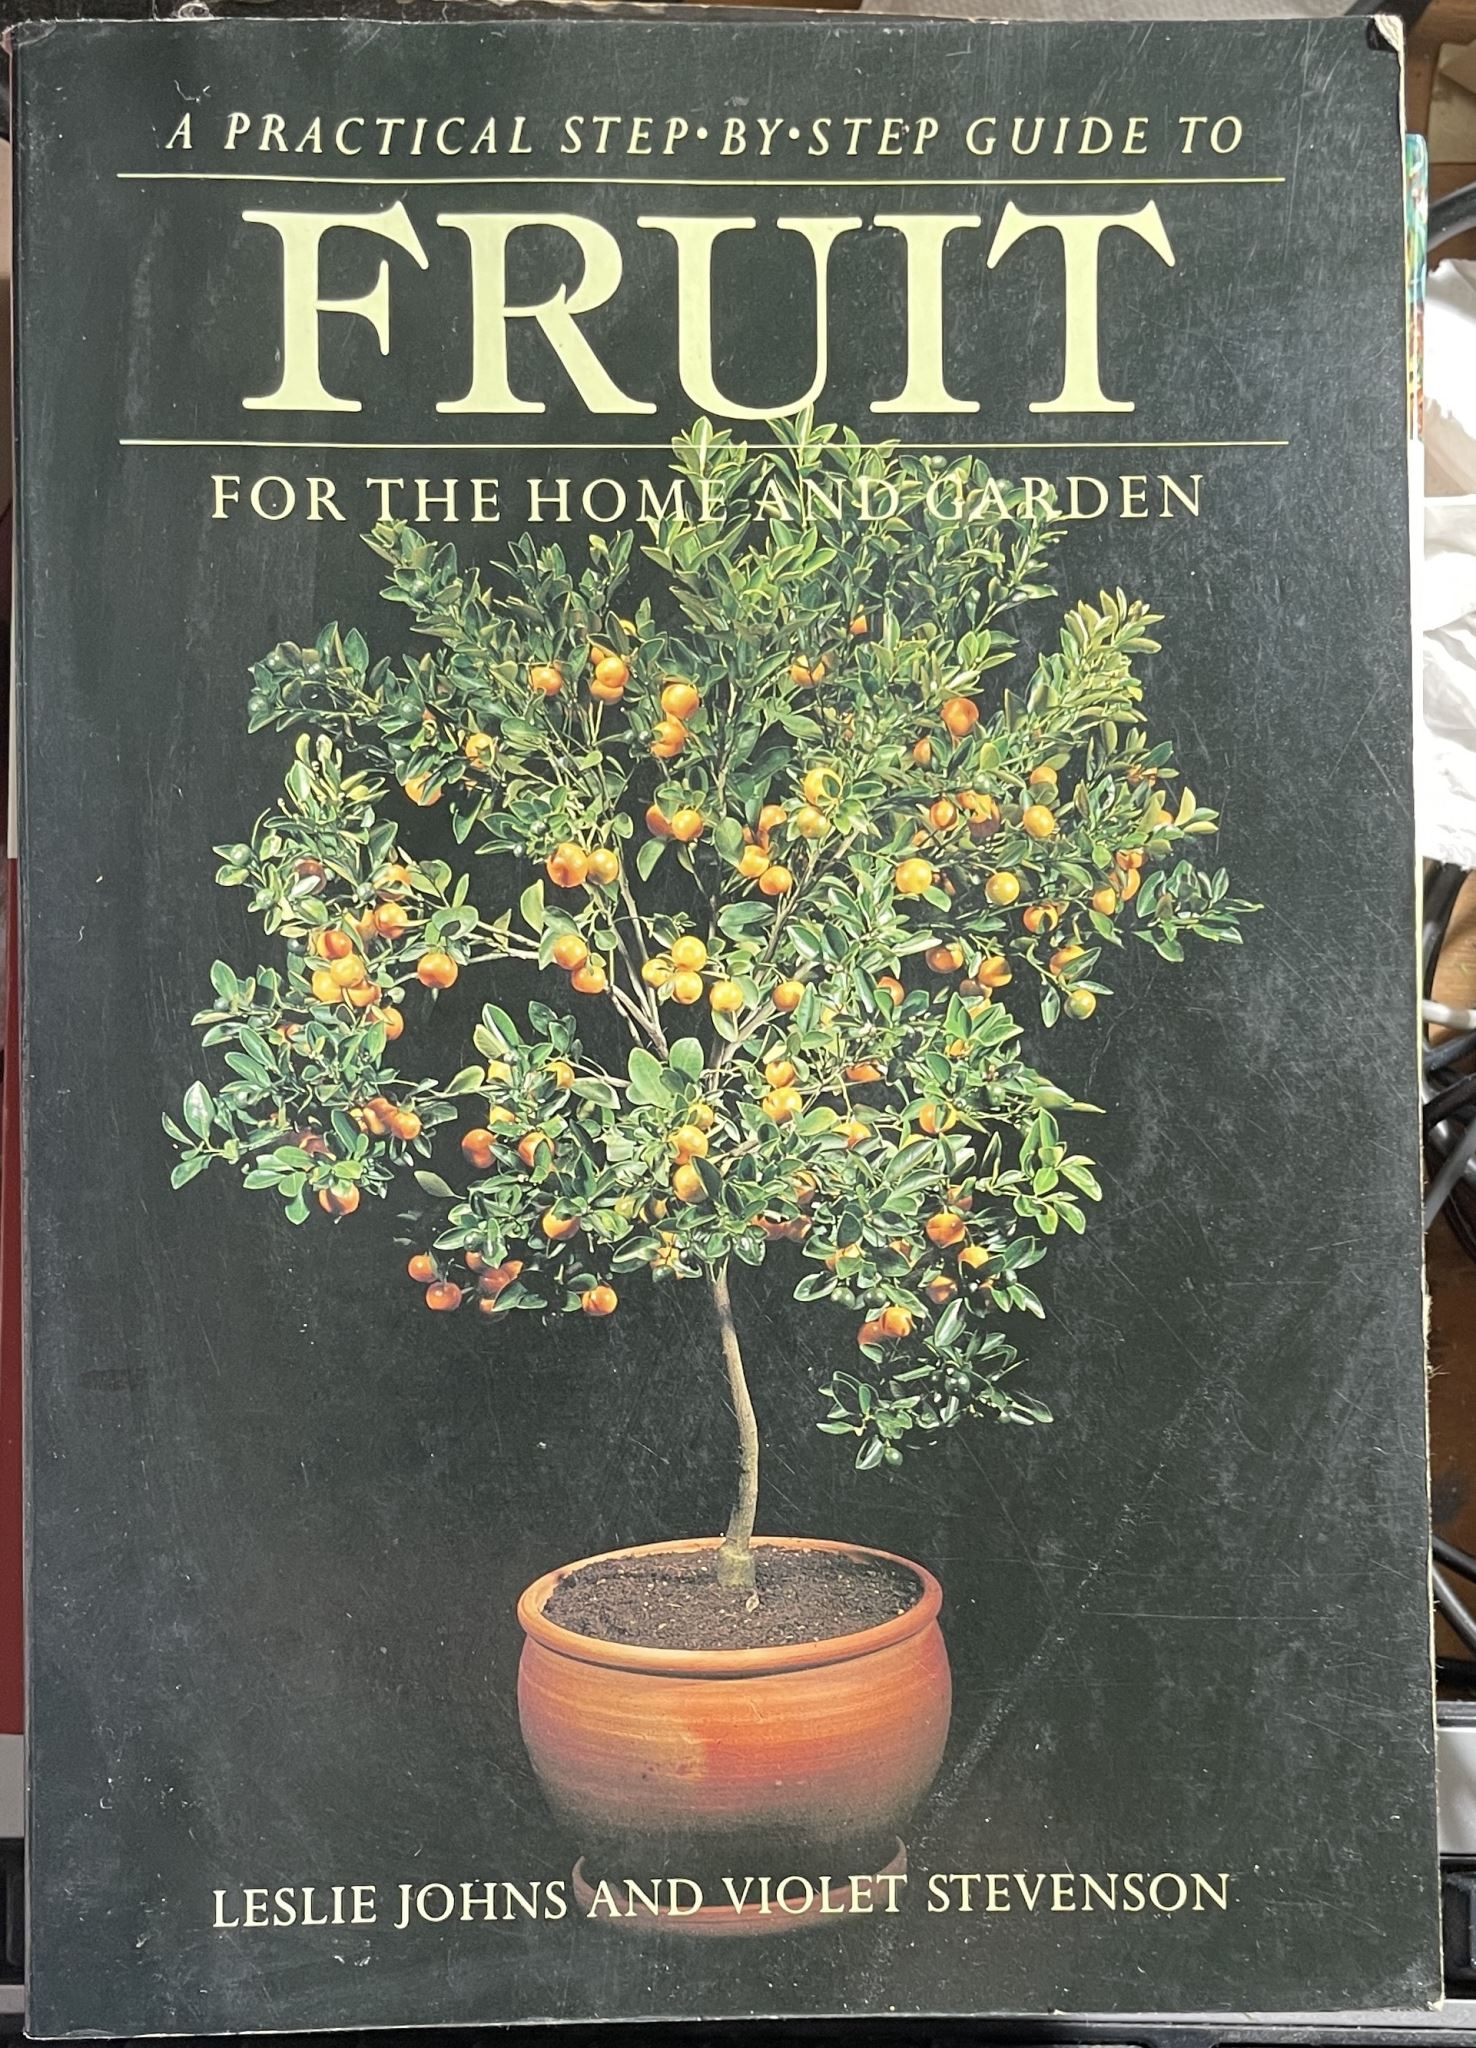 A PRACTICAL STEP•BY•STEP GUIDE TO
FRUIT
FOR THE HOME AND GARDEN
LESLIE JOHNS AND VIOLET STEVENSON